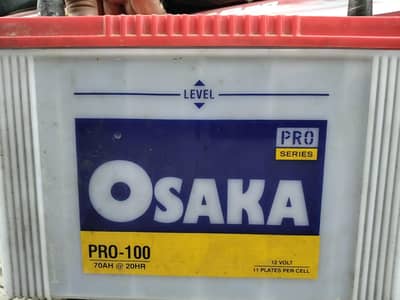 LEVEL
PRO
SERIES
OSAKA
PRO-100
70AH @ 20HR
12 VOLT
11 PLATES PER CELL